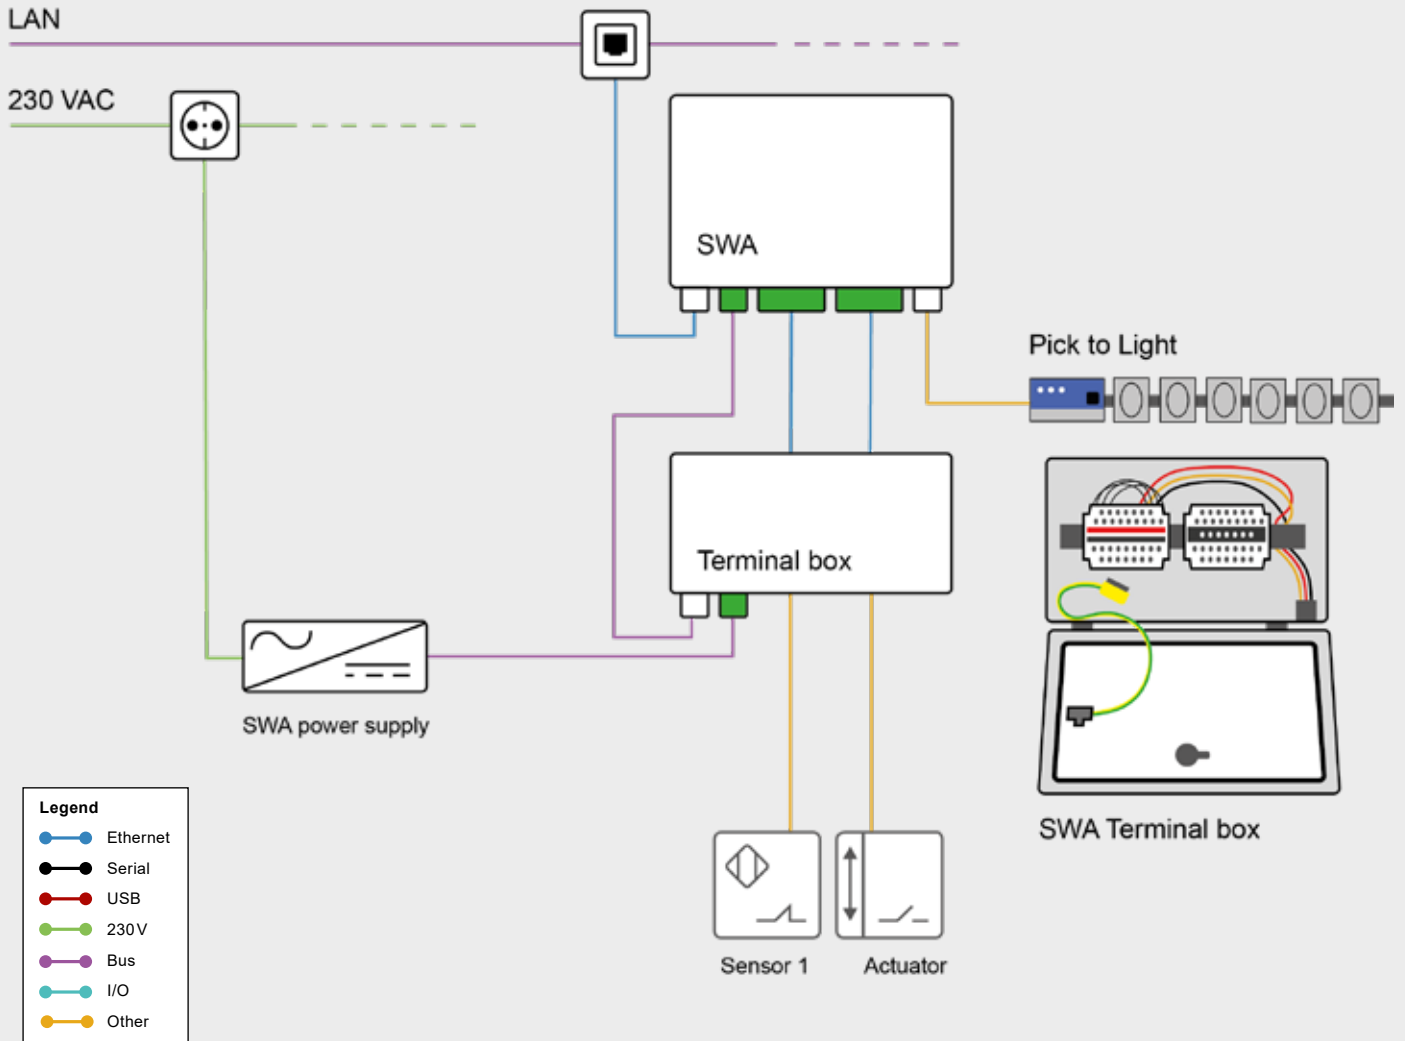 LAN
230 VAC
SWA
Pick to Light
Terminal box
SWA power supply
SWA Terminal box
Sensor 1
Actuator
Legend
Ethernet
Serial
USB
230 V
Bus
I/O
Other